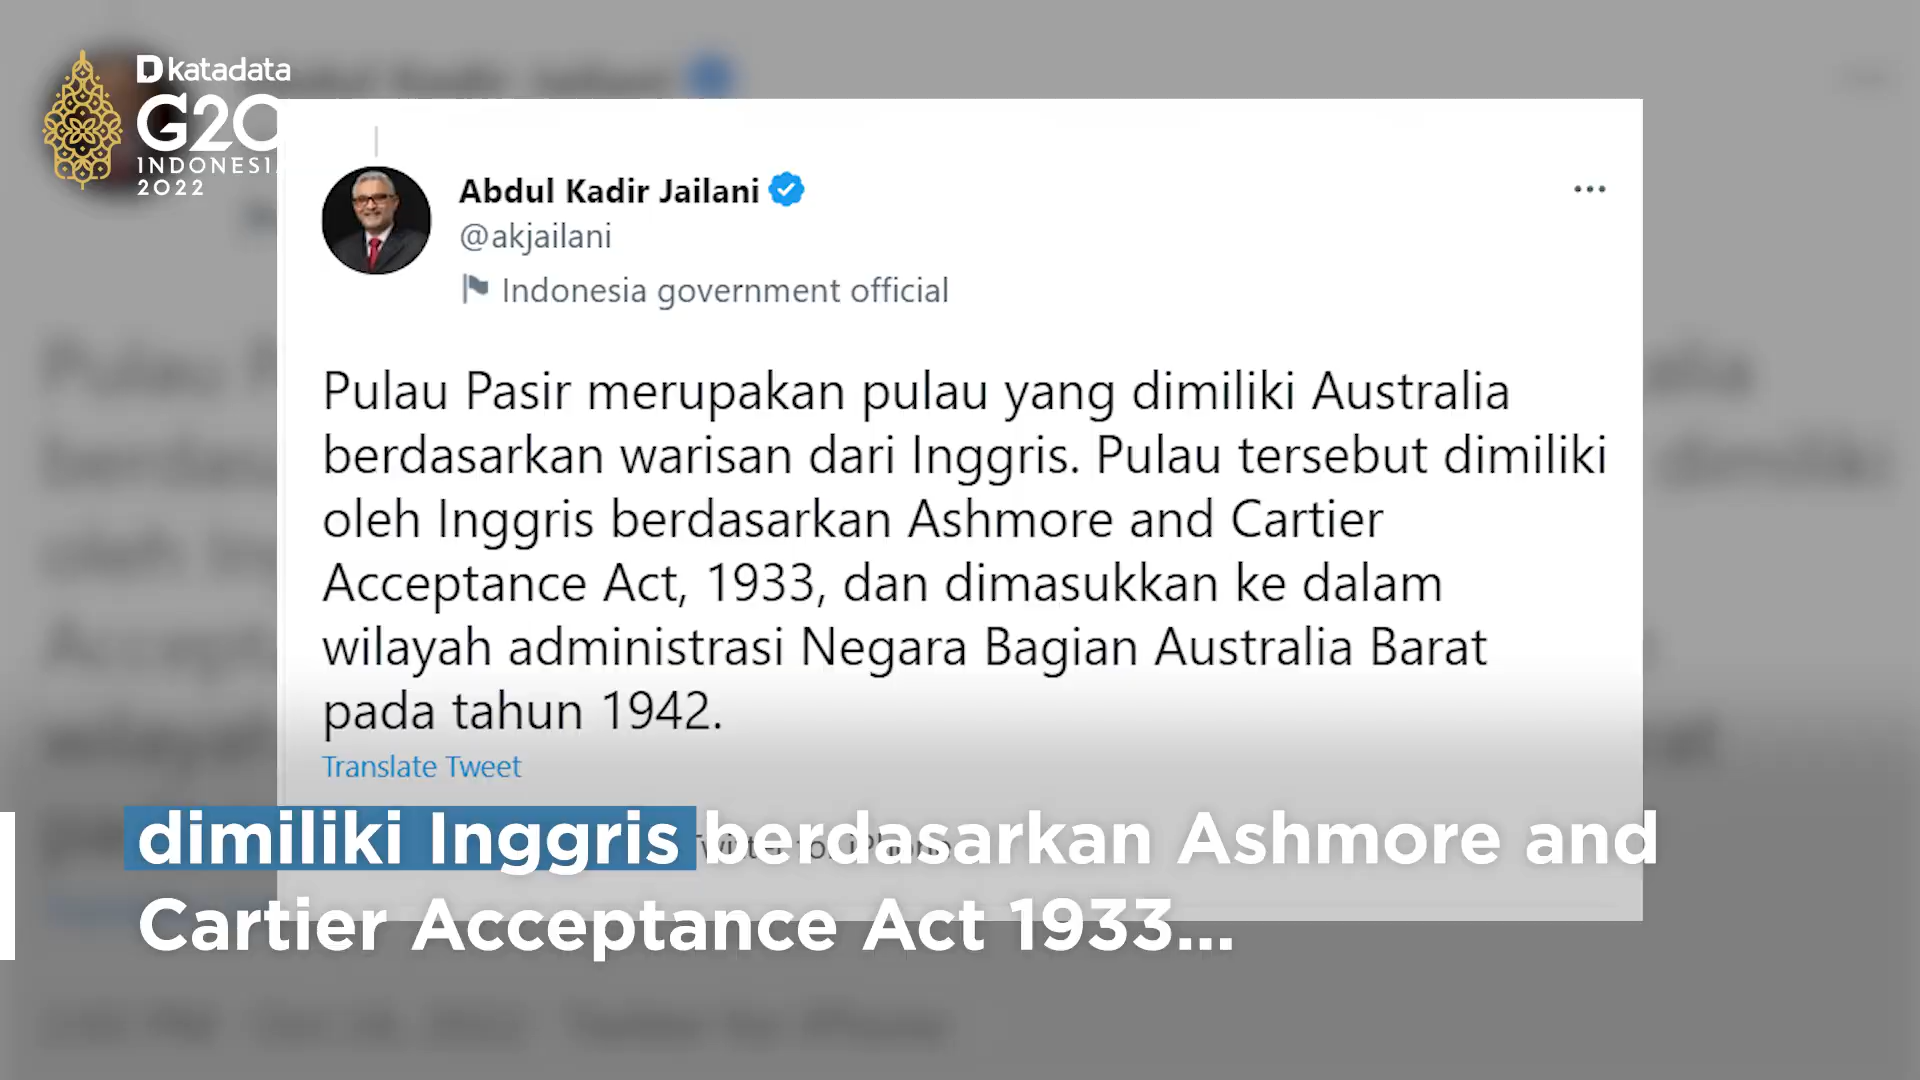 katadata
G20
INDONESIA
2022
Abdul Kadir Jailani
@akjailani
Indonesia government official
Pulau Pasir merupakan pulau yang dimiliki Australia
berdasarkan warisan dari Inggris. Pulau tersebut dimiliki
oleh Inggris berdasarkan Ashmore and Cartier
Acceptance Act, 1933, dan dimasukkan ke dalam
wilayah administrasi Negara Bagian Australia Barat
pada tahun 1942.
Translate Tweet
Twitter for iPhone
dimiliki Inggris berdasarkan Ashmore and
Cartier Acceptance Act 1933...